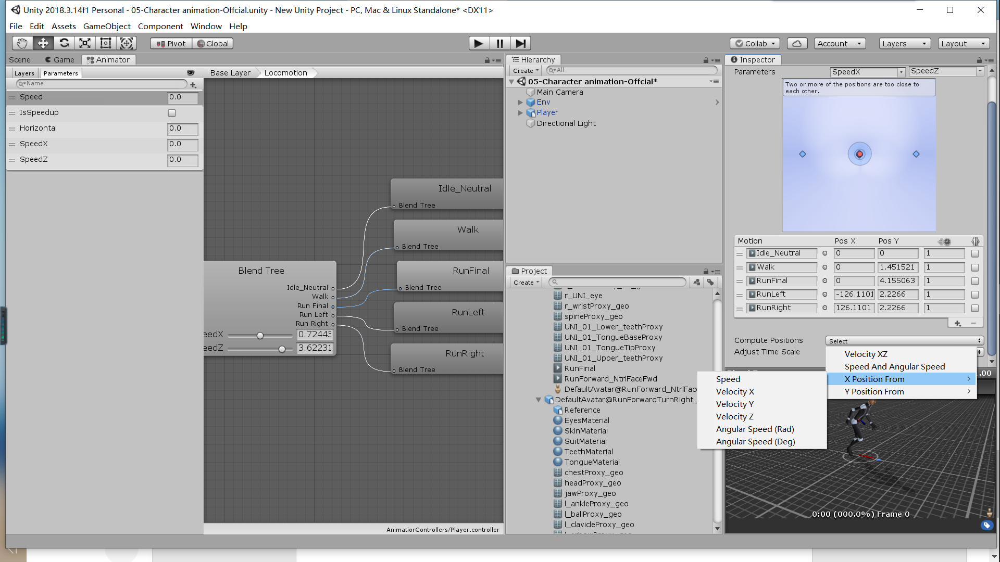 Unity 2018.3.14f1 Personal - 05-Character animation-Offcial.unity - New Unity Project - PC, Mac & Linux Standalone* <DX11>
File Edit Assets GameObject Component Window Help
Pivot Global Collab Account Layers Layout
Scene Game Animator
Layers Parameters Base Layer Locomotion
Name
Speed 0.0
IsSpeedup
Horizontal 0.0
SpeedX 0.0
SpeedZ 0.0
Idle_Neutral
Blend Tree
Walk
Blend Tree
RunFinal
Blend Tree
RunLeft
Blend Tree
RunRight
Blend Tree
Blend Tree
Idle_Neutral
Walk
Run Final
Run Left
Run Right
eedX 0.72445
eedZ 3.62231
AnimatiorControllers/Player.controller
Hierarchy
Create All
05-Character animation-Offcial*
Main Camera
Env
Player
Directional Light
Project
Create
r_UNI_eye
r_wristProxy_geo
spineProxy_geo
UNI_01_Lower_teethProxy
UNI_01_TongueBaseProxy
UNI_01_TongueTipProxy
UNI_01_Upper_teethProxy
RunFinal
RunForward_NtrlFaceFwd
DefaultAvatar@RunForward_NtrlFac
DefaultAvatar@RunForwardTurnRight_
Reference
EyesMaterial
SkinMaterial
SuitMaterial
TeethMaterial
TongueMaterial
chestProxy_geo
headProxy_geo
jawProxy_geo
l_ankleProxy_geo
l_ballProxy_geo
l_clavicleProxy_geo
Inspector
Parameters SpeedX SpeedZ
Two or more of the positions are too close to
each other.
Motion Pos X Pos Y
Idle_Neutral 0 0 1
Walk 0 1.451521 1
RunFinal 0 4.155063 1
RunLeft -126.1101 2.2266 1
RunRight 126.1101 2.2266 1
Compute Positions Select
Adjust Time Scale
Velocity XZ
Speed And Angular Speed
X Position From
Y Position From
Speed
Velocity X
Velocity Y
Velocity Z
Angular Speed (Rad)
Angular Speed (Deg)
.00
0:00 (000.0%) Frame 0